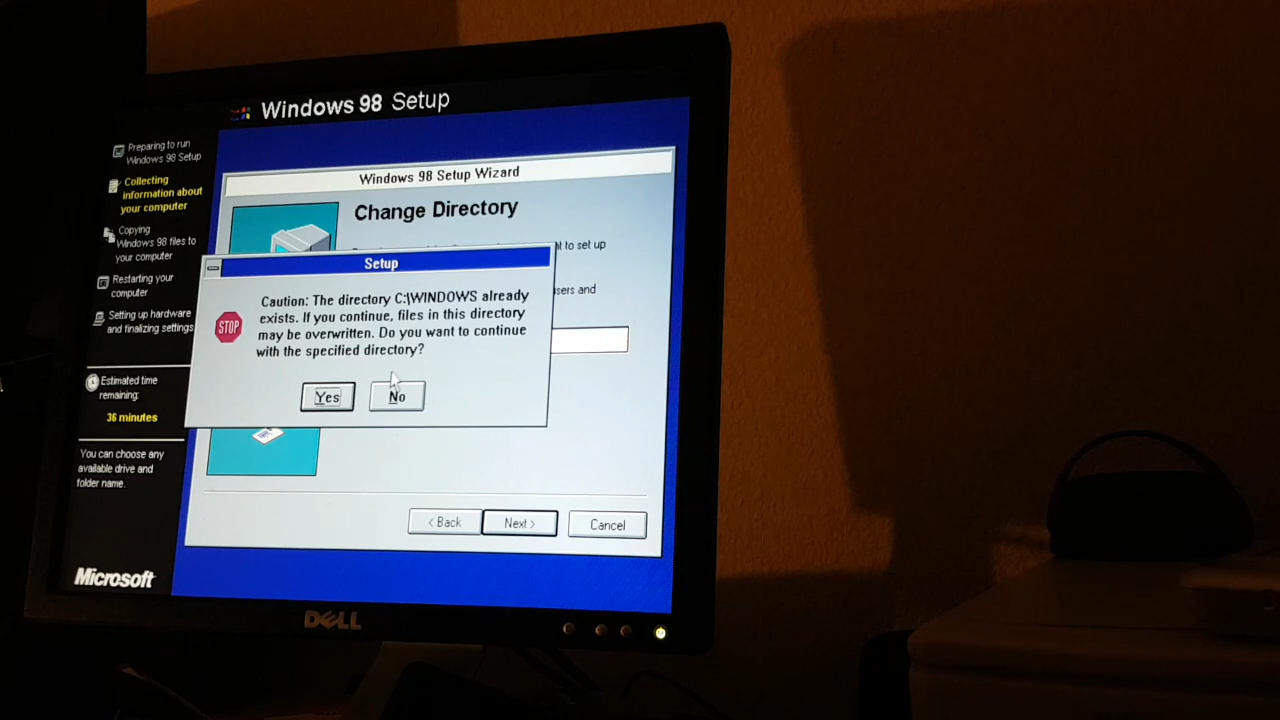 Windows 98 Setup
Preparing to run
Windows 98 Setup
Collecting
information about
your computer
Copying
Windows 98 files to
your computer
Restarting your
computer
Setting up hardware
and finalizing settings
Estimated time
remaining:
36 minutes
You can choose any
available drive and
folder name.
Microsoft
Windows 98 Setup Wizard
Change Directory
to set up
and
Setup
STOP
Caution: The directory C:\WINDOWS already
exists. If you continue, files in this directory
may be overwritten. Do you want to continue
with the specified directory?
Yes
No
< Back
Next >
Cancel
DELL